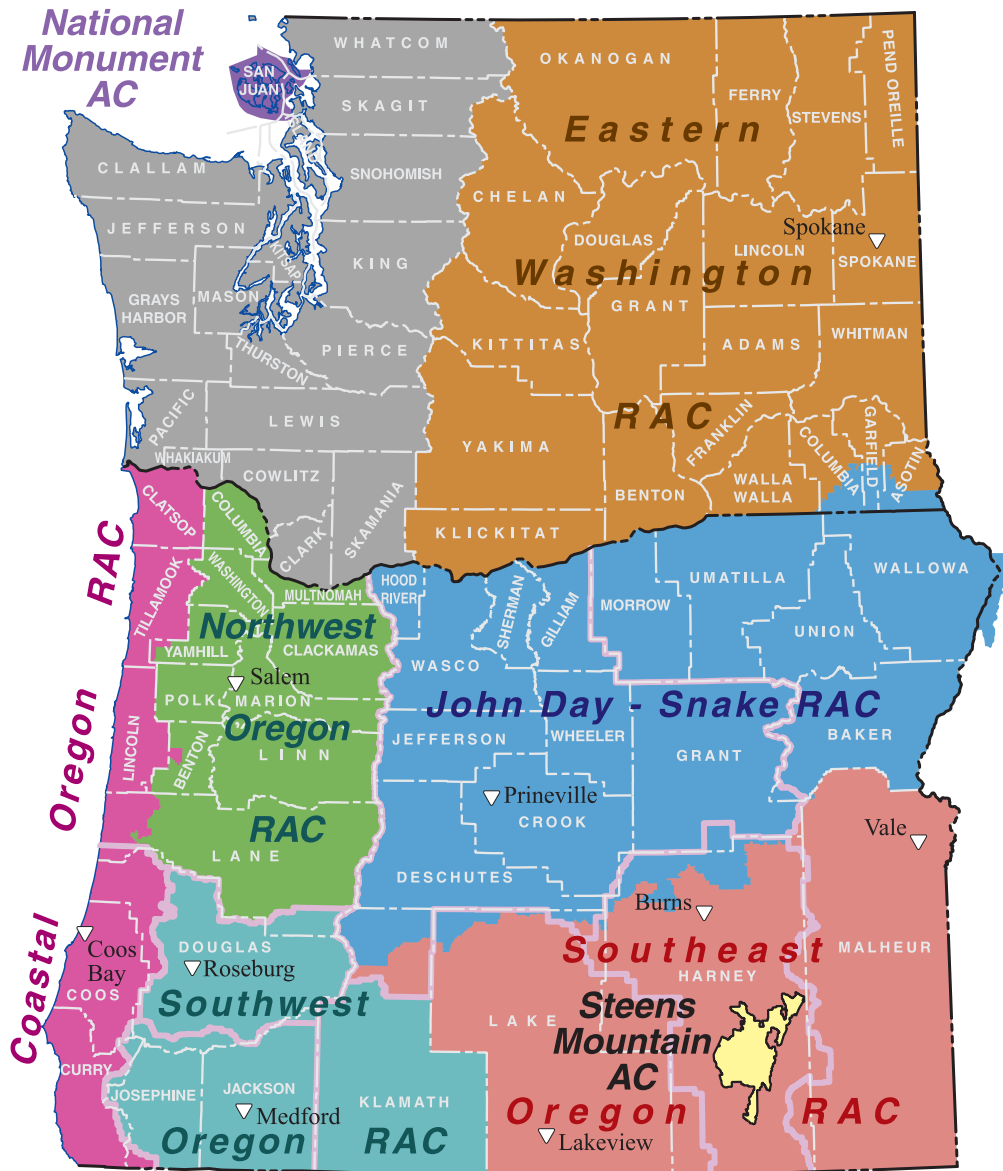 National
Monument
AC
SAN
JUAN
WHATCOM
SKAGIT
SNOHOMISH
CLALLAM
JEFFERSON
KITSAP
KING
GRAYS
HARBOR
MASON
THURSTON
PIERCE
PACIFIC
LEWIS
WHAKIAKUM
COWLITZ
CLARK
SKAMANIA
OKANOGAN
FERRY
STEVENS
PEND OREILLE
Eastern
CHELAN
DOUGLAS
LINCOLN
Spokane
SPOKANE
Washington
GRANT
KITTITAS
ADAMS
WHITMAN
RAC
YAKIMA
BENTON
FRANKLIN
WALLA
WALLA
COLUMBIA
GARFIELD
ASOTIN
KLICKITAT
Coastal
Oregon
RAC
CLATSOP
TILLAMOOK
LINCOLN
Coos
Bay
COOS
CURRY
COLUMBIA
WASHINGTON
MULTNOMAH
Northwest
YAMHILL
CLACKAMAS
Salem
POLK
MARION
Oregon
BENTON
LINN
RAC
LANE
HOOD
RIVER
SHERMAN
GILLIAM
MORROW
UMATILLA
WALLOWA
UNION
WASCO
John Day - Snake RAC
JEFFERSON
WHEELER
GRANT
BAKER
Prineville
CROOK
DESCHUTES
Vale
Burns
DOUGLAS
Roseburg
Southwest
JOSEPHINE
JACKSON
Medford
KLAMATH
Oregon
RAC
Southeast
MALHEUR
HARNEY
LAKE
Steens
Mountain
AC
Oregon
RAC
Lakeview